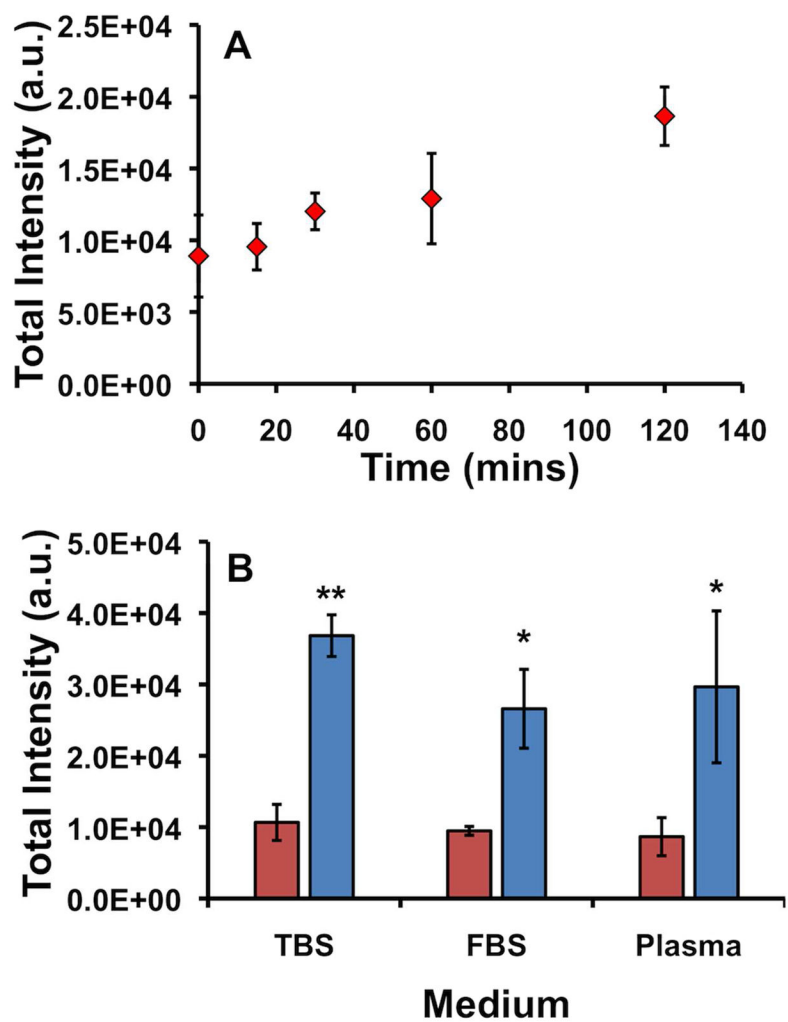 A
Total Intensity (a.u.)
2.5E+04
2.0E+04
1.5E+04
1.0E+04
5.0E+03
0.0E+00
0 20 40 60 80 100 120 140
Time (mins)
B
Total Intensity (a.u.)
5.0E+04
4.0E+04
3.0E+04
2.0E+04
1.0E+04
0.0E+00
** * *
TBS FBS Plasma
Medium